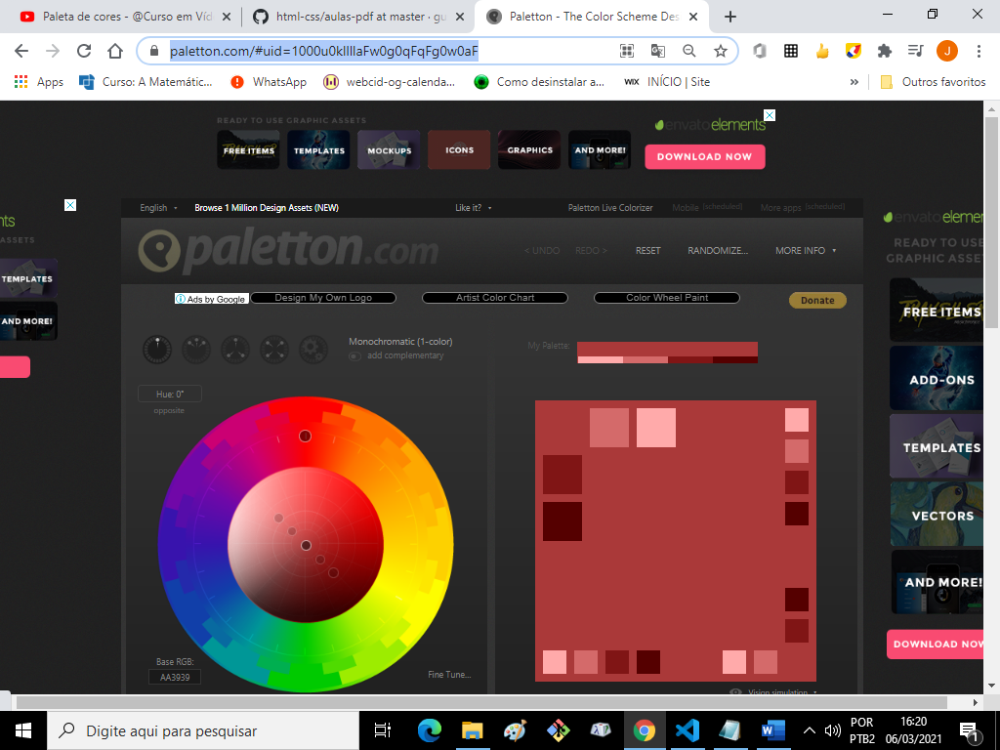 Paleta de cores - @Curso em Víd
html-css/aulas-pdf at master · gu
Paletton - The Color Scheme Des
paletton.com/#uid=1000u0kllllaFw0g0qFqFg0w0aF
J
Apps
Curso: A Matemátic...
WhatsApp
webcid-og-calenda...
Como desinstalar a...
WIX
INÍCIO | Site
»
Outros favoritos
READY TO USE GRAPHIC ASSETS
FREE ITEMS
TEMPLATES
MOCKUPS
ICONS
GRAPHICS
AND MORE!
envatoelements
DOWNLOAD NOW
English
Browse 1 Million Design Assets (NEW)
Like it?
Paletton Live Colorizer
Mobile (scheduled)
More apps (scheduled)
paletton.com
< UNDO
REDO >
RESET
RANDOMIZE...
MORE INFO
Ads by Google
Design My Own Logo
Artist Color Chart
Color Wheel Paint
Donate
Monochromatic (1-color)
add complementary
My Palette:
Hue: 0°
opposite
Base RGB:
AA3939
Fine Tune...
Vision simulation
nts
ASSETS
TEMPLATES
AND MORE!
envatoelemen
READY TO USE
GRAPHIC ASSE
FREE ITEMS
ADD-ONS
TEMPLATES
VECTORS
AND MORE!
DOWNLOAD NOW
Digite aqui para pesquisar
POR
PTB2
16:20
06/03/2021
1